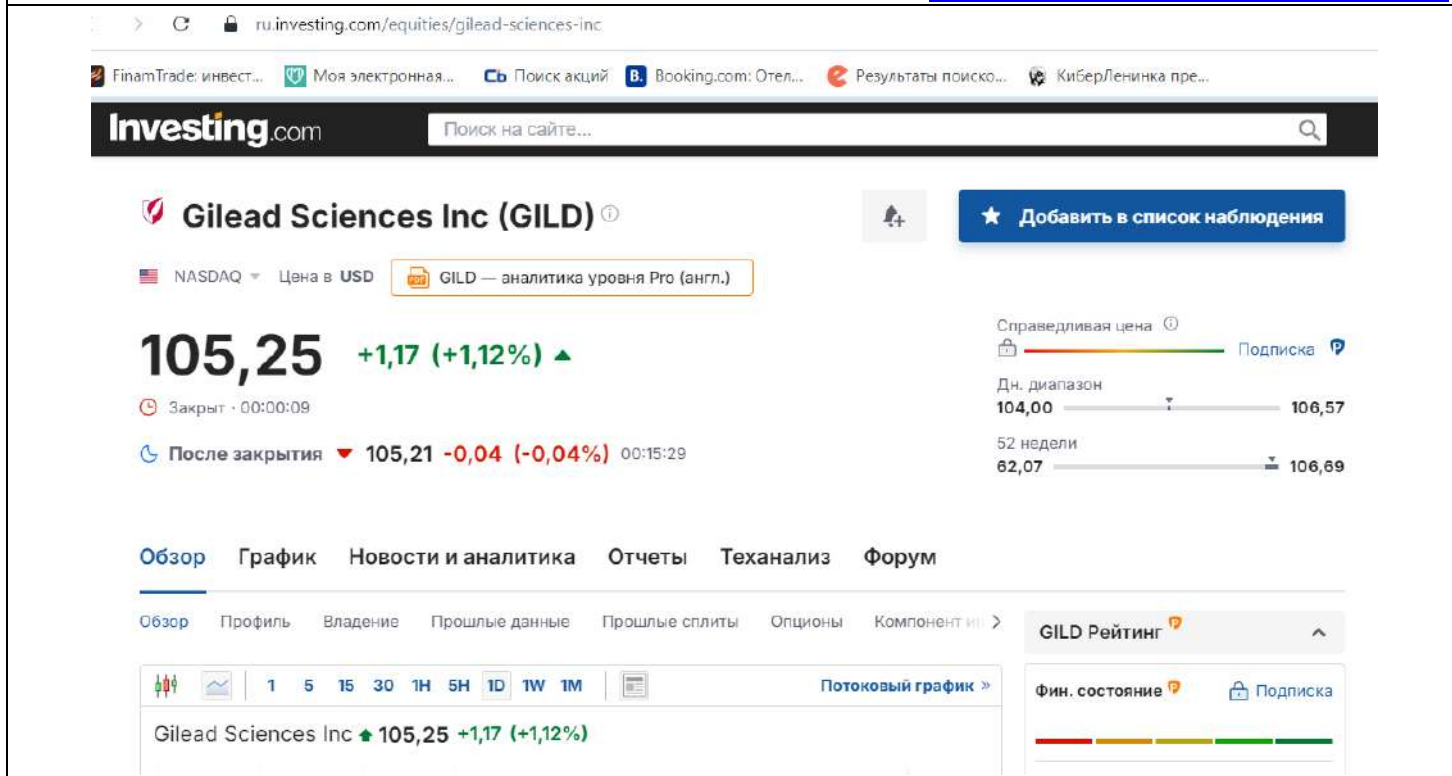 ru.investing.com/equities/gilead-sciences-inc
FinamTrade: инвест... Моя электронная... Сb Поиск акций B. Booking.com: Отел... Результаты поиско... КиберЛенинка пре...
Investing.com Поиск на сайте...
Gilead Sciences Inc (GILD)
Добавить в список наблюдения
NASDAQ Цена в USD GILD — аналитика уровня Pro (англ.)
105,25 +1,17 (+1,12%)
Справедливая цена
Подписка
Закрыт · 00:00:09
Дн. диапазон
104,00 106,57
После закрытия 105,21 -0,04 (-0,04%) 00:15:29
52 недели
62,07 106,69
Обзор График Новости и аналитика Отчеты Теханализ Форум
Обзор Профиль Владение Прошлые данные Прошлые сплиты Опционы Компонент
GILD Рейтинг
1 5 15 30 1H 5H 1D 1W 1M Потоковый график »
Фин. состояние Подписка
Gilead Sciences Inc 105,25 +1,17 (+1,12%)